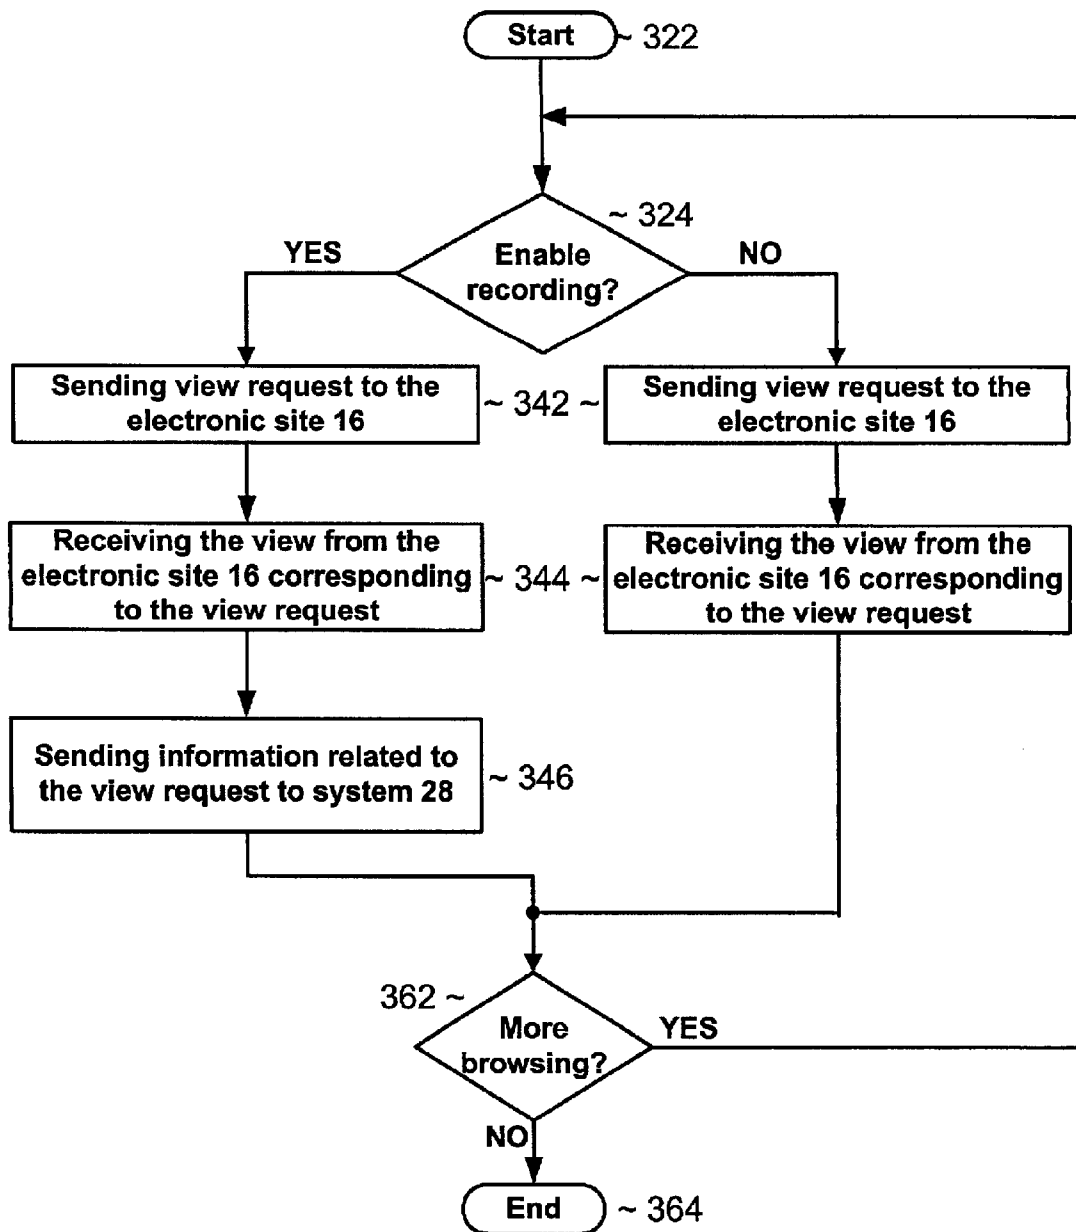 Start ~ 322
~ 324
YES
Enable
recording?
NO
Sending view request to the
electronic site 16
~ 342 ~
Sending view request to the
electronic site 16
Receiving the view from the
electronic site 16 corresponding
to the view request
~ 344 ~
Receiving the view from the
electronic site 16 corresponding
to the view request
Sending information related to
the view request to system 28
~ 346
362 ~
More
browsing?
YES
NO
End ~ 364